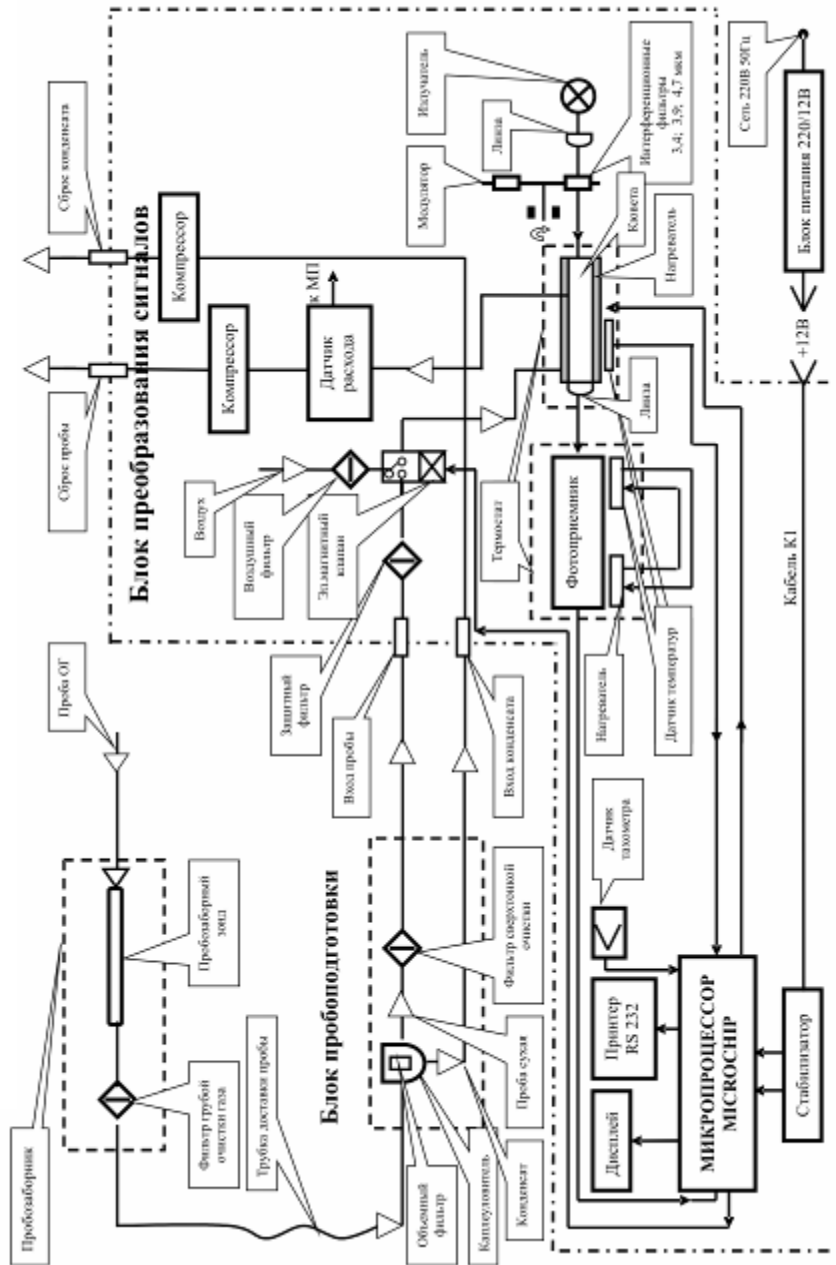 Пробозаборник
Фильтр грубой
очистки газа
Пробозаборный
зонд
Проба ОГ
Сброс пробы
Сброс конденсата
Трубка доставки пробы
Блок пробоподготовки
Блок преобразования сигналов
Объемный
фильтр
Каплеуловитель
Конденсат
Проба сухая
Фильтр сверхтонкой
очистки
Вход пробы
Вход конденсата
Защитный
фильтр
Воздух
Воздушный
фильтр
Эл.магнитный
клапан
Компрессор
Компрессор
Датчик
расхода
к МП
Термостат
Модулятор
Линза
Излучатель
Интерференционные
фильтры
3,4; 3,9; 4,7 мкм
Кювета
Нагреватель
Линза
Фотоприемник
Нагреватель
Датчик температур
Датчик
тахометра
Дисплей
Принтер
RS 232
МИКРОПРОЦЕССОР
MICROCHIP
Стабилизатор
Кабель К1
+12В
Блок питания 220/12В
Сеть 220В 50Гц